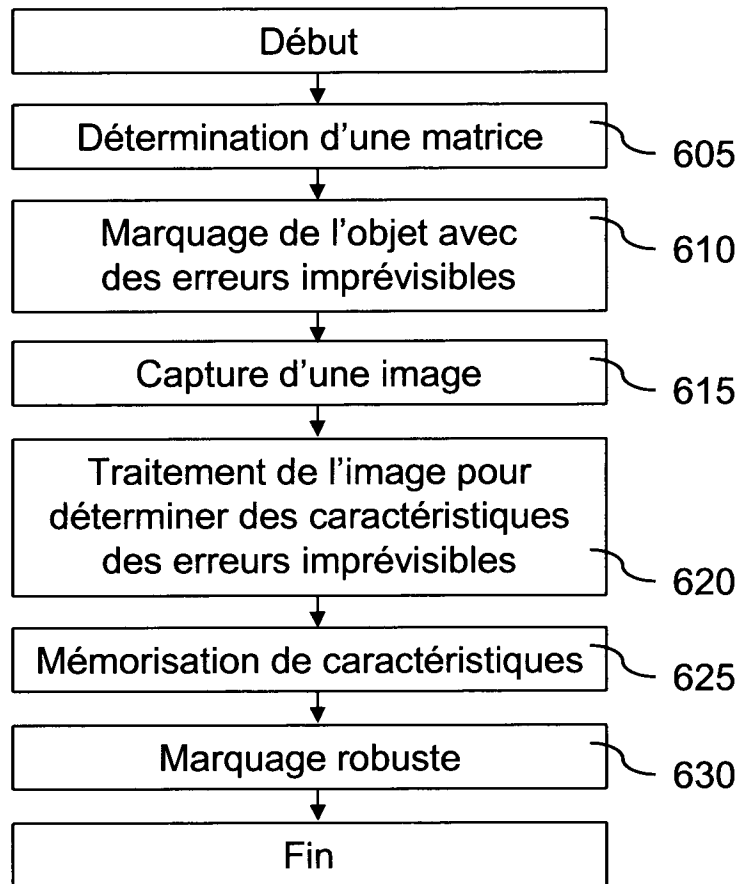 Début
Détermination d'une matrice
605
Marquage de l'objet avec
des erreurs imprévisibles
610
Capture d'une image
615
Traitement de l'image pour
déterminer des caractéristiques
des erreurs imprévisibles
620
Mémorisation de caractéristiques
625
Marquage robuste
630
Fin